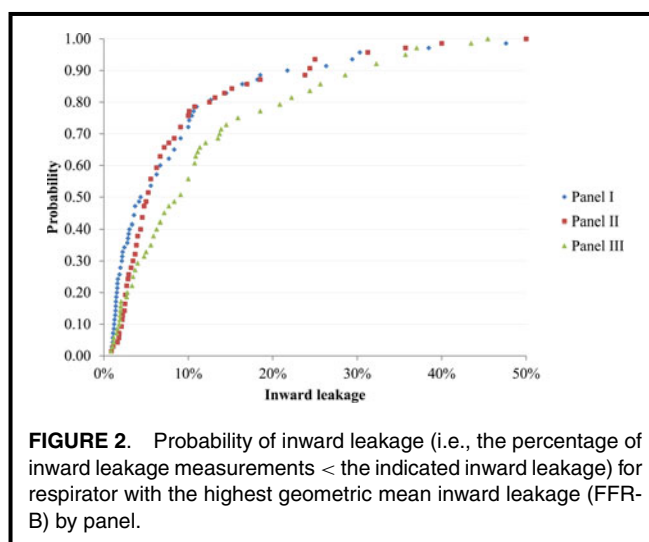 1.00
0.90
0.80
0.70
0.60
0.50
0.40
0.30
0.20
0.10
0.00
Probability
0% 10% 20% 30% 40% 50%
Inward leakage
Panel I
Panel II
Panel III
FIGURE 2. Probability of inward leakage (i.e., the percentage of
inward leakage measurements < the indicated inward leakage) for
respirator with the highest geometric mean inward leakage (FFR-
B) by panel.